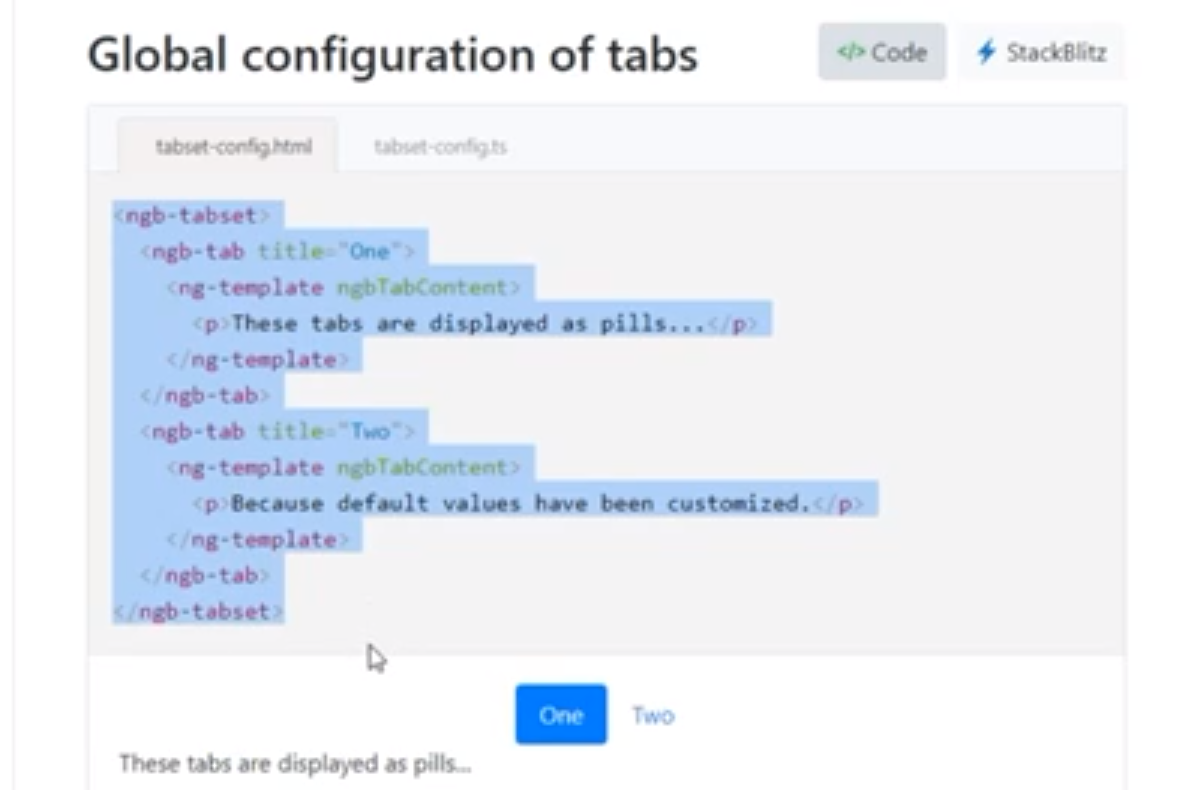 Global configuration of tabs
</> Code
StackBlitz
tabset-config.html
tabset-config.ts
<ngb-tabset>
<ngb-tab title="One">
<ng-template ngbTabContent>
<p>These tabs are displayed as pills...</p>
</ng-template>
</ngb-tab>
<ngb-tab title="Two">
<ng-template ngbTabContent>
<p>Because default values have been customized.</p>
</ng-template>
</ngb-tab>
</ngb-tabset>
One
Two
These tabs are displayed as pills...